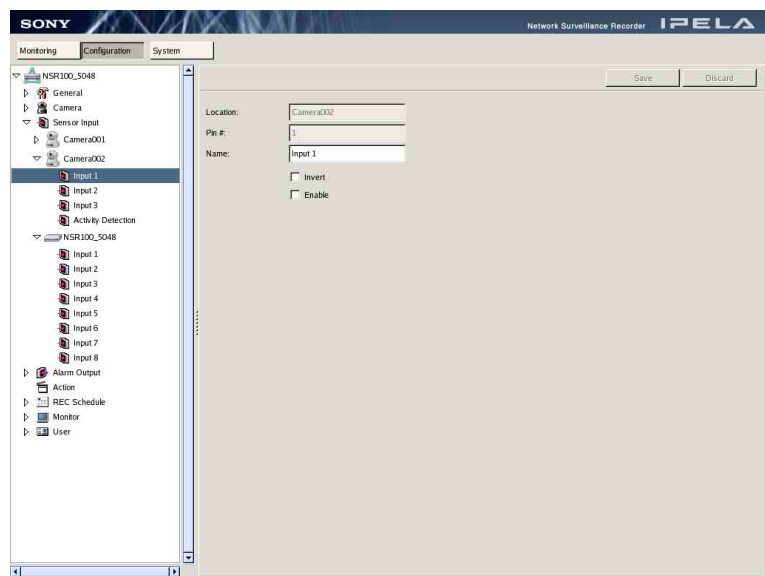 SONY
Network Surveillance Recorder IPELA
Monitoring Configuration System
NSR100_5048
General
Camera
Sensor Input
Camera001
Camera002
Input 1
Input 2
Input 3
Activity Detection
NSR100_5048
Input 1
Input 2
Input 3
Input 4
Input 5
Input 6
Input 7
Input 8
Alarm Output
Action
REC Schedule
Monitor
User
Save Discard
Location: Camera002
Pin #: 1
Name: Input 1
Invert
Enable